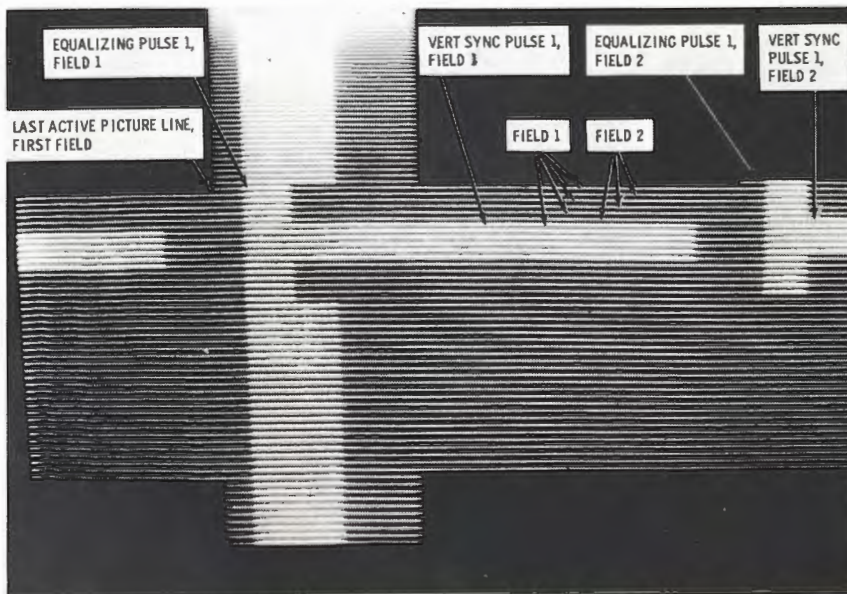 EQUALIZING PULSE 1,
FIELD 1
VERT SYNC PULSE 1,
FIELD 1
EQUALIZING PULSE 1,
FIELD 2
VERT SYNC
PULSE 1,
FIELD 2
LAST ACTIVE PICTURE LINE,
FIRST FIELD
FIELD 1
FIELD 2